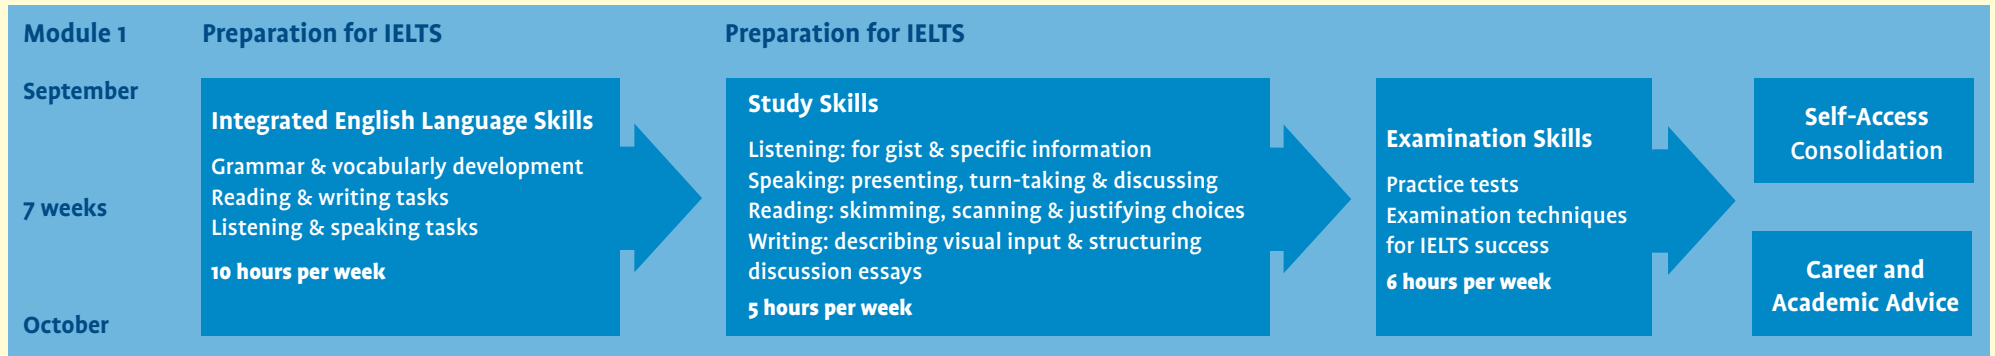 Module 1
Preparation for IELTS
Preparation for IELTS
September
7 weeks
October
Integrated English Language Skills
Grammar & vocabularly development
Reading & writing tasks
Listening & speaking tasks
10 hours per week
Study Skills
Listening: for gist & specific information
Speaking: presenting, turn-taking & discussing
Reading: skimming, scanning & justifying choices
Writing: describing visual input & structuring
discussion essays
5 hours per week
Examination Skills
Practice tests
Examination techniques
for IELTS success
6 hours per week
Self-Access
Consolidation
Career and
Academic Advice